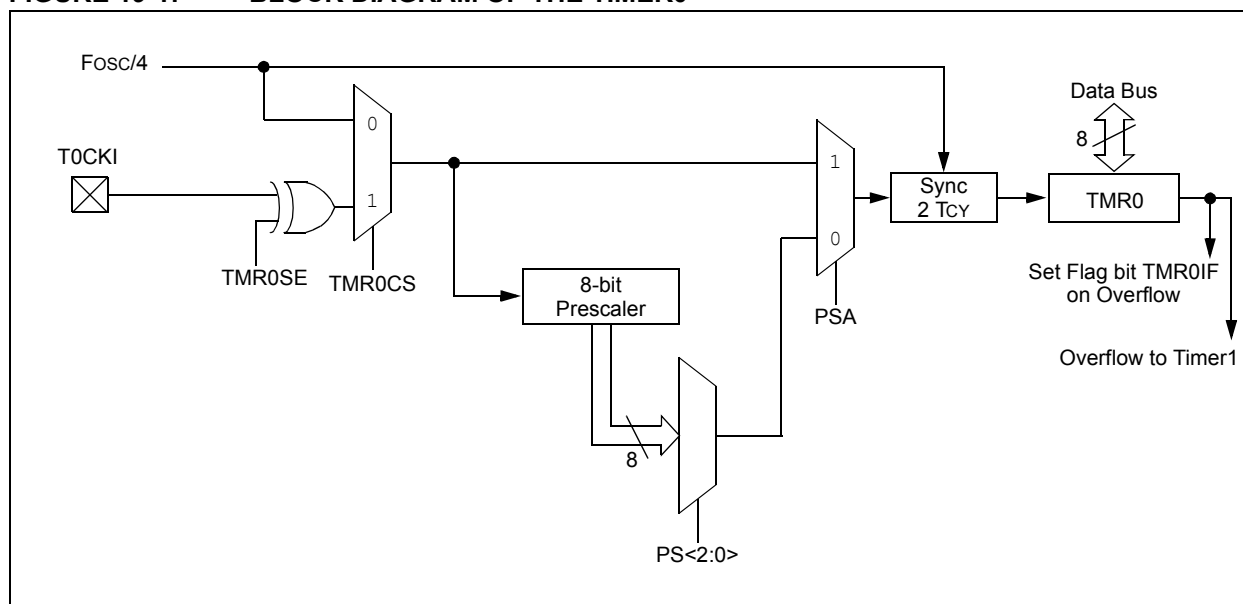 FOSC/4
Data Bus
8
T0CKI
0
1
1
0
Sync
2 TCY
TMR0
TMR0SE
TMR0CS
8-bit
Prescaler
PSA
Set Flag bit TMR0IF
on Overflow
Overflow to Timer1
8
PS<2:0>